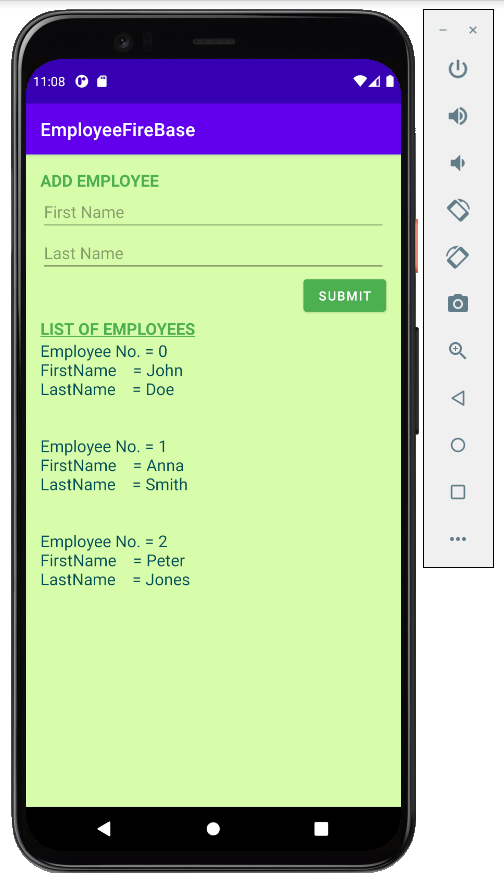 11:08
EmployeeFireBase
ADD EMPLOYEE
First Name
Last Name
SUBMIT
LIST OF EMPLOYEES
Employee No. = 0
FirstName = John
LastName = Doe
Employee No. = 1
FirstName = Anna
LastName = Smith
Employee No. = 2
FirstName = Peter
LastName = Jones